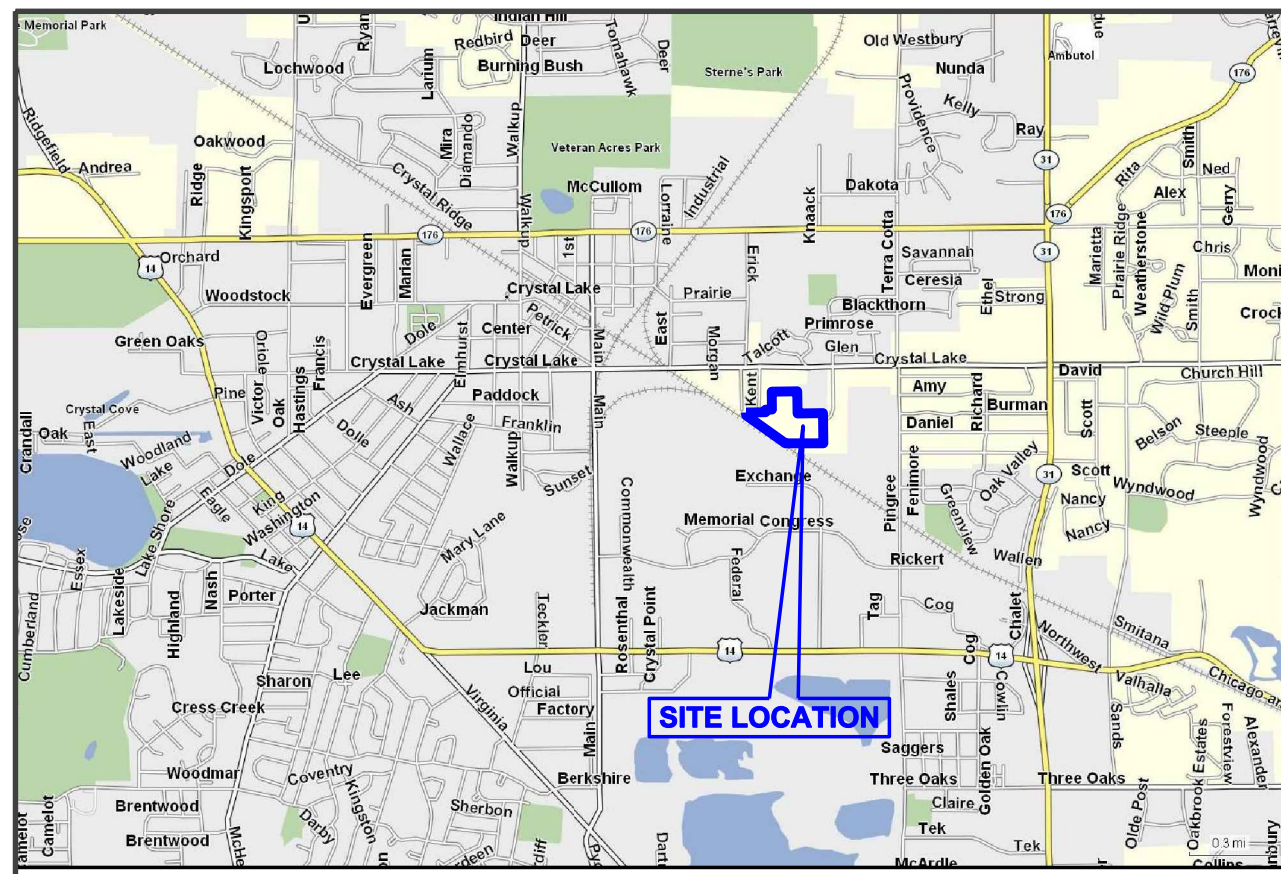 Memorial Park
Ryan
Indian Hill
Redbird
Deer
Tomahawk
Deer
Old Westbury
Ambutol
Lochwood
Larium
Burning Bush
Sterne's Park
Nunda
176
Walkup
Providence
Kelly
Ridgefield
Oakwood
Mira
Diamando
Veteran Acres Park
Industrial
Ray
31
Smith
Andrea
Ridge
Kingsport
Crystal Ridge
McCullom
Lorraine
Knaack
Dakota
Rita
Ned
Alex
Gerry
Walkup
176
176
1st
176
Erick
Terra Cotta
31
Marietta
Prairie Ridge
Weatherstone
Chris
14
Orchard
Evergreen
Marian
Savannah
Ceresia
Moni
Woodstock
Crystal Lake
Prairie
Blackthorn
Ethel
Strong
Wild Plum
Smith
Crock
Green Oaks
Oriole
Dole
Elmhurst
Center
Petrick
Main
East
Morgan
Primrose
Talcott
Glen
Francis
Crystal Lake
Crystal Lake
Crystal Lake
David
Church Hill
Pine
Victor
Oak
Hastings
Paddock
Kent
Amy
Richard
Burman
Scott
Crystal Cove
Ash
Main
Crandall
Oak
East
Woodland
Dolle
Wallace
Walkup
Franklin
Daniel
Belson
Steeple
Lake
Dole
Sunset
Exchange
Pingree
Fenimore
Oak Valley
31
Scott
Wyndwood
Wyndwood
Eagle
King
Washington
14
Commonwealth
Greenview
Nancy
Nancy
Lake Shore
Mary Lane
Memorial
Congress
Essex
Lake
Federal
Rickert
Wallen
Cumberland
Lakeside
Highland
Nash
Porter
Jackman
Teckler
Rosenthal
Crystal Point
Tag
Cog
Chalet
Smitana
14
Cog
14
Northwest
Sharon
Lee
Lou
Valhalla
Chicago
Virginia
Official
Factory
Shales
Cowlin
Cress Creek
SITE LOCATION
Main
Saggers
Golden Oak
Sands
Oakbrook Estates
Forestview
Alexander
Woodmar
Coventry
Kingston
Berkshire
Three Oaks
Three Oaks
Camelot
Brentwood
Darby
Sherbon
Claire
Olde Post
Brentwood
Tek
Tek
0.3 mi
McArdle
Collins